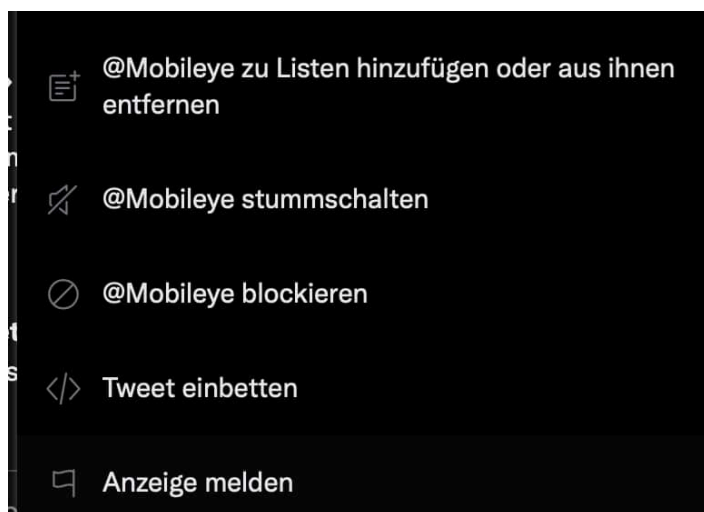 @Mobileye zu Listen hinzufügen oder aus ihnen
entfernen
@Mobileye stummschalten
@Mobileye blockieren
Tweet einbetten
Anzeige melden